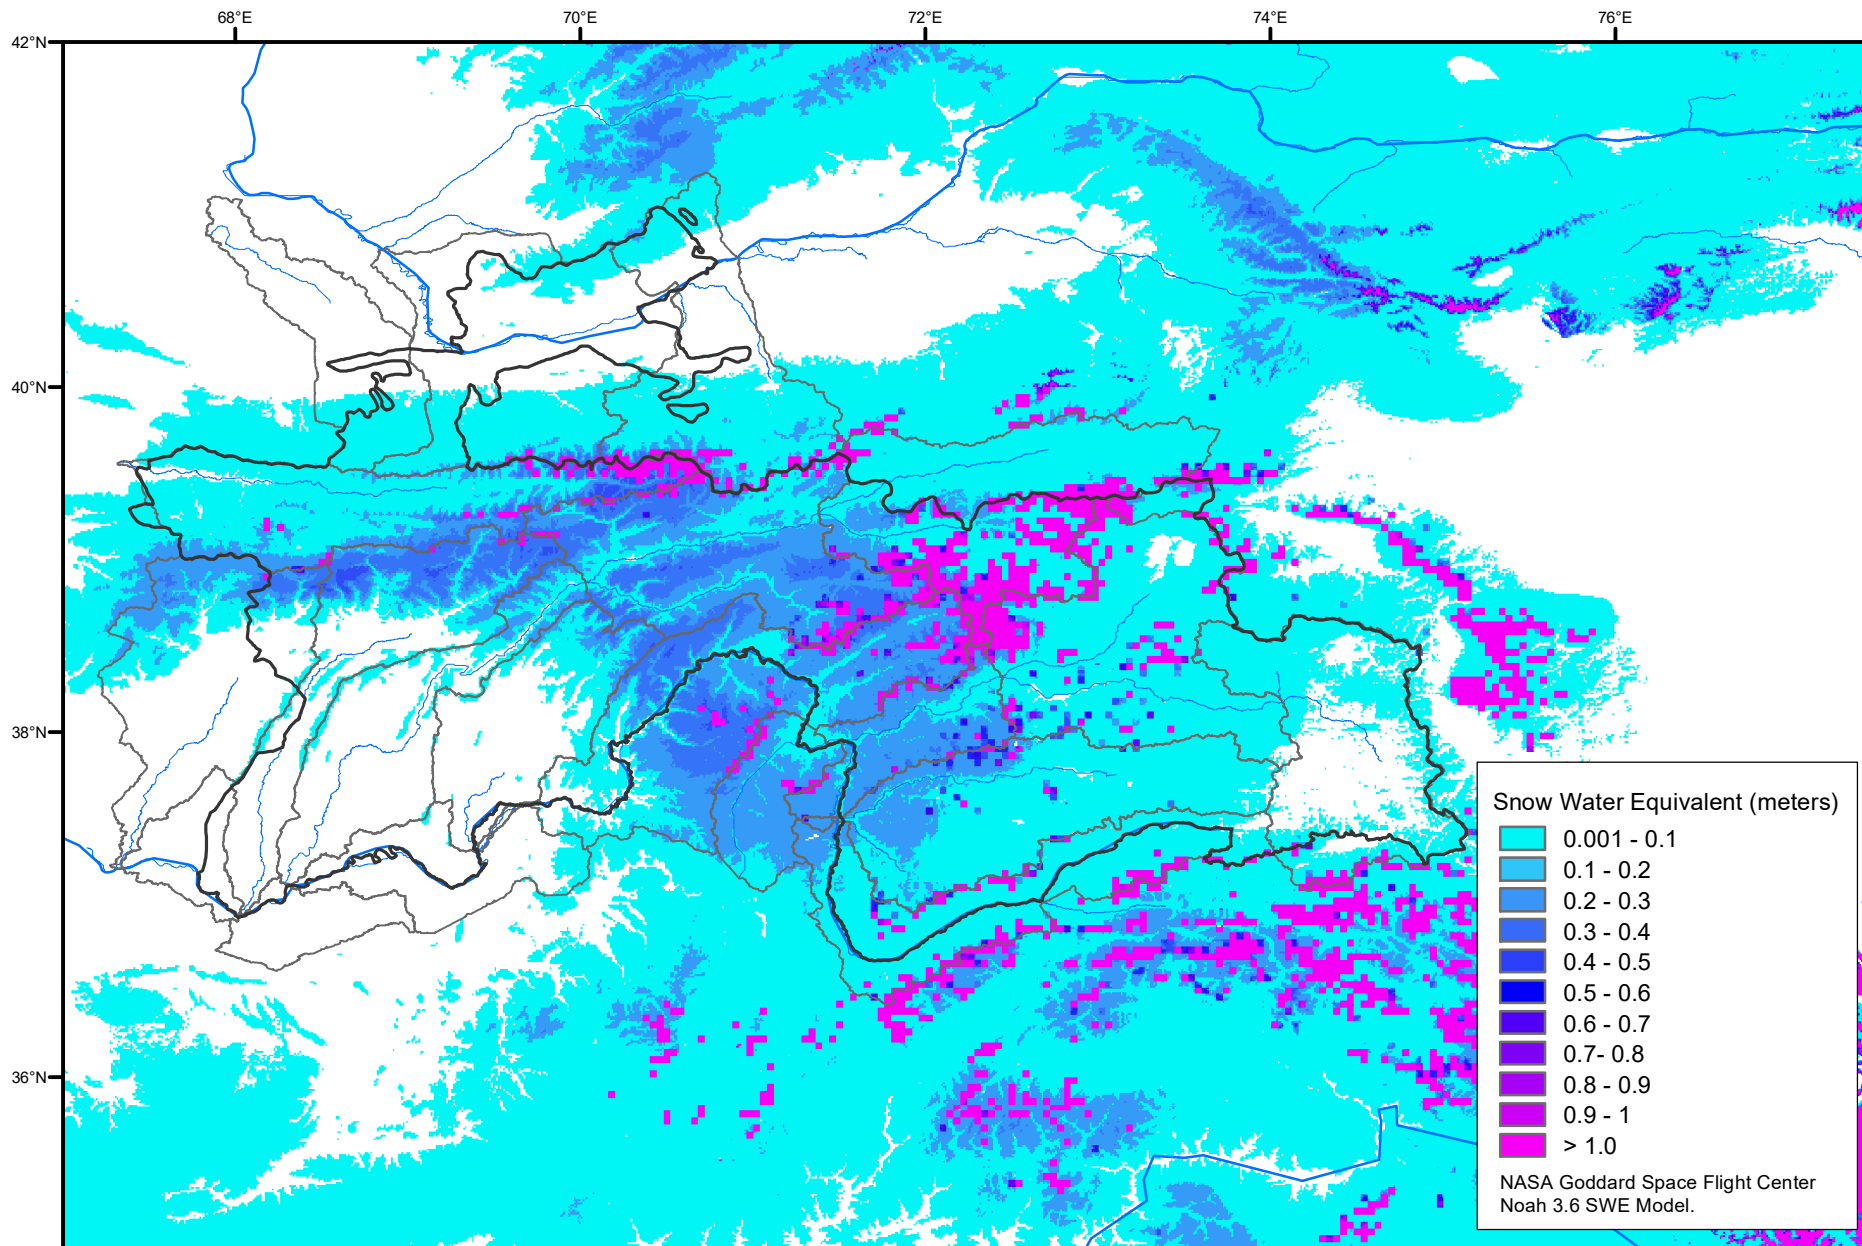 68°E 70°E 72°E 74°E 76°E
42°N
40°N
38°N
36°N
Snow Water Equivalent (meters)
0.001 - 0.1
0.1 - 0.2
0.2 - 0.3
0.3 - 0.4
0.4 - 0.5
0.5 - 0.6
0.6 - 0.7
0.7- 0.8
0.8 - 0.9
0.9 - 1
> 1.0
NASA Goddard Space Flight Center
Noah 3.6 SWE Model.